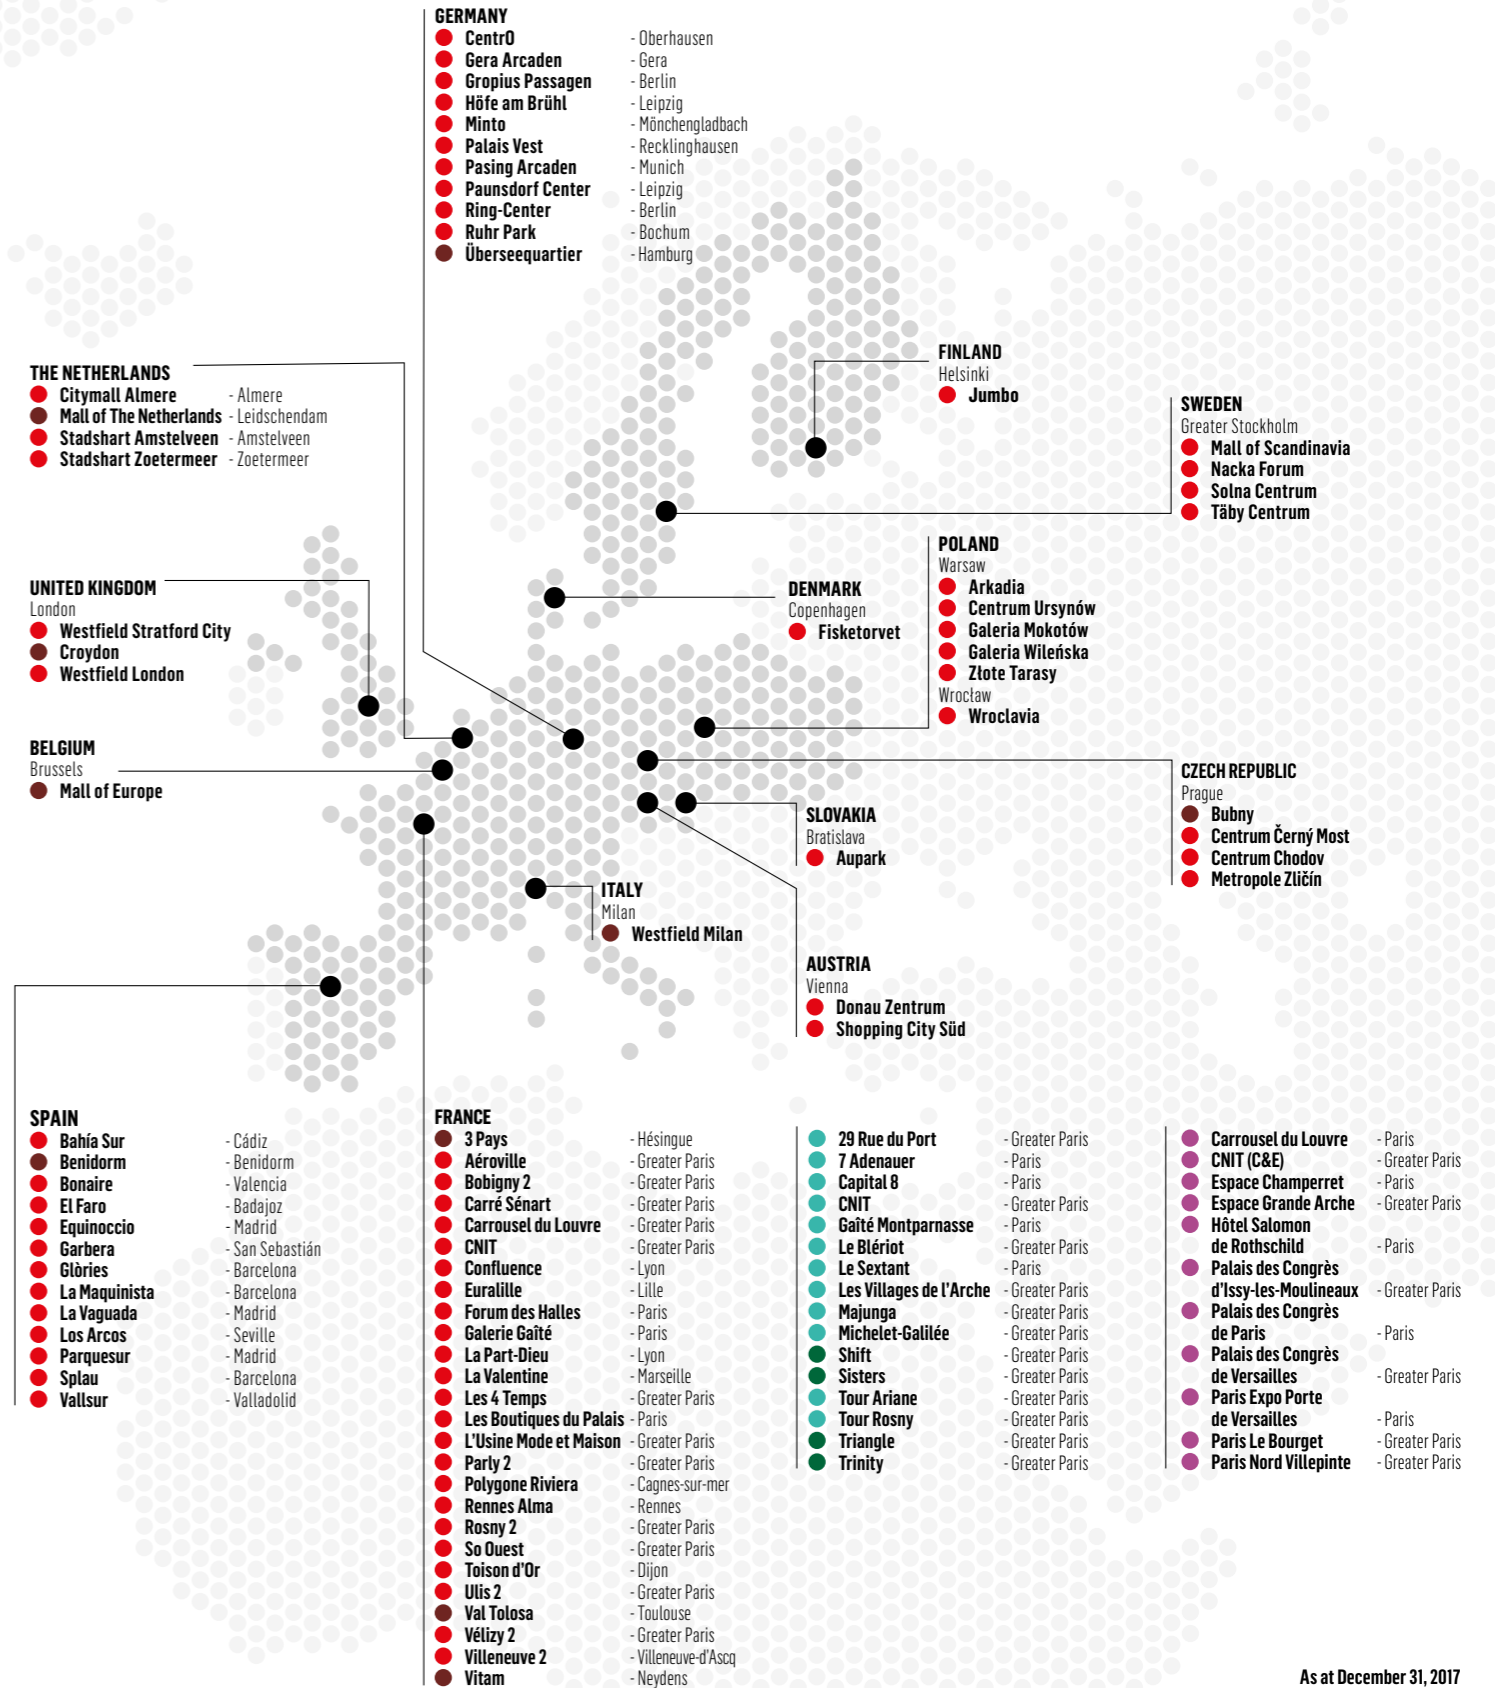 GERMANY
CentrO - Oberhausen
Gera Arcaden - Gera
Gropius Passagen - Berlin
Höfe am Brühl - Leipzig
Minto - Mönchengladbach
Palais Vest - Recklinghausen
Pasing Arcaden - Munich
Paunsdorf Center - Leipzig
Ring-Center - Berlin
Ruhr Park - Bochum
Überseequartier - Hamburg
THE NETHERLANDS
Citymall Almere - Almere
Mall of The Netherlands - Leidschendam
Stadshart Amstelveen - Amstelveen
Stadshart Zoetermeer - Zoetermeer
FINLAND
Helsinki
Jumbo
SWEDEN
Greater Stockholm
Mall of Scandinavia
Nacka Forum
Solna Centrum
Täby Centrum
UNITED KINGDOM
London
Westfield Stratford City
Croydon
Westfield London
DENMARK
Copenhagen
Fisketorvet
POLAND
Warsaw
Arkadia
Centrum Ursynów
Galeria Mokotów
Galeria Wileńska
Złote Tarasy
Wrocław
Wroclavia
BELGIUM
Brussels
Mall of Europe
CZECH REPUBLIC
Prague
Bubny
Centrum Černý Most
Centrum Chodov
Metropole Zličín
SLOVAKIA
Bratislava
Aupark
ITALY
Milan
Westfield Milan
AUSTRIA
Vienna
Donau Zentrum
Shopping City Süd
SPAIN
Bahía Sur - Cádiz
Benidorm - Benidorm
Bonaire - Valencia
El Faro - Badajoz
Equinoccio - Madrid
Garbera - San Sebastián
Glòries - Barcelona
La Maquinista - Barcelona
La Vaguada - Madrid
Los Arcos - Seville
Parquesur - Madrid
Splau - Barcelona
Vallsur - Valladolid
FRANCE
3 Pays - Hésingue
Aéroville - Greater Paris
Bobigny 2 - Greater Paris
Carré Sénart - Greater Paris
Carrousel du Louvre - Greater Paris
CNIT - Greater Paris
Confluence - Lyon
Euralille - Lille
Forum des Halles - Paris
Galerie Gaîté - Paris
La Part-Dieu - Lyon
La Valentine - Marseille
Les 4 Temps - Greater Paris
Les Boutiques du Palais - Paris
L'Usine Mode et Maison - Greater Paris
Parly 2 - Greater Paris
Polygone Riviera - Cagnes-sur-mer
Rennes Alma - Rennes
Rosny 2 - Greater Paris
So Ouest - Greater Paris
Toison d'Or - Dijon
Ulis 2 - Greater Paris
Val Tolosa - Toulouse
Vélizy 2 - Greater Paris
Villeneuve 2 - Villeneuve-d'Ascq
Vitam - Neydens
29 Rue du Port - Greater Paris
7 Adenauer - Paris
Capital 8 - Paris
CNIT - Greater Paris
Gaîté Montparnasse - Paris
Le Blériot - Greater Paris
Le Sextant - Paris
Les Villages de l'Arche - Greater Paris
Majunga - Greater Paris
Michelet-Galilée - Greater Paris
Shift - Greater Paris
Sisters - Greater Paris
Tour Ariane - Greater Paris
Tour Rosny - Greater Paris
Triangle - Greater Paris
Trinity - Greater Paris
Carrousel du Louvre - Paris
CNIT (C&E) - Greater Paris
Espace Champerret - Paris
Espace Grande Arche - Greater Paris
Hôtel Salomon
de Rothschild - Paris
Palais des Congrès
d'Issy-les-Moulineaux - Greater Paris
Palais des Congrès
de Paris - Paris
Palais des Congrès
de Versailles - Greater Paris
Paris Expo Porte
de Versailles - Paris
Paris Le Bourget - Greater Paris
Paris Nord Villepinte - Greater Paris
As at December 31, 2017